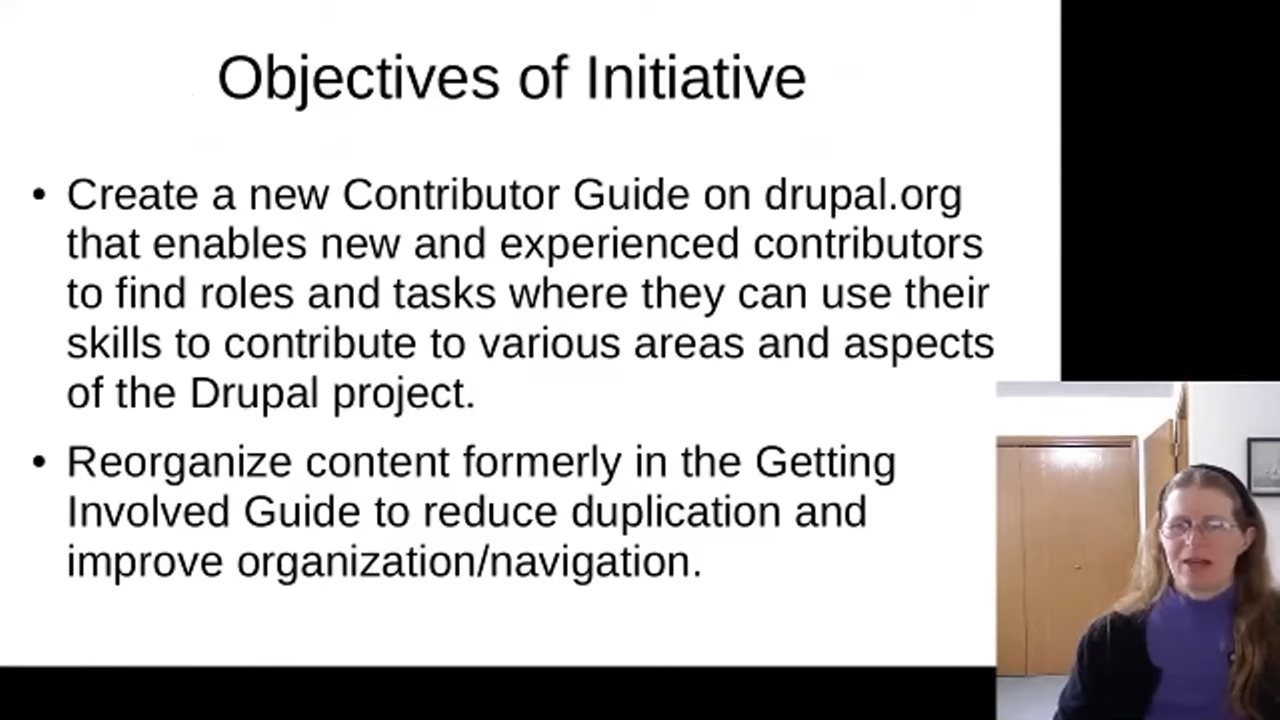 Objectives of Initiative
• Create a new Contributor Guide on drupal.org
that enables new and experienced contributors
to find roles and tasks where they can use their
skills to contribute to various areas and aspects
of the Drupal project.
• Reorganize content formerly in the Getting
Involved Guide to reduce duplication and
improve organization/navigation.